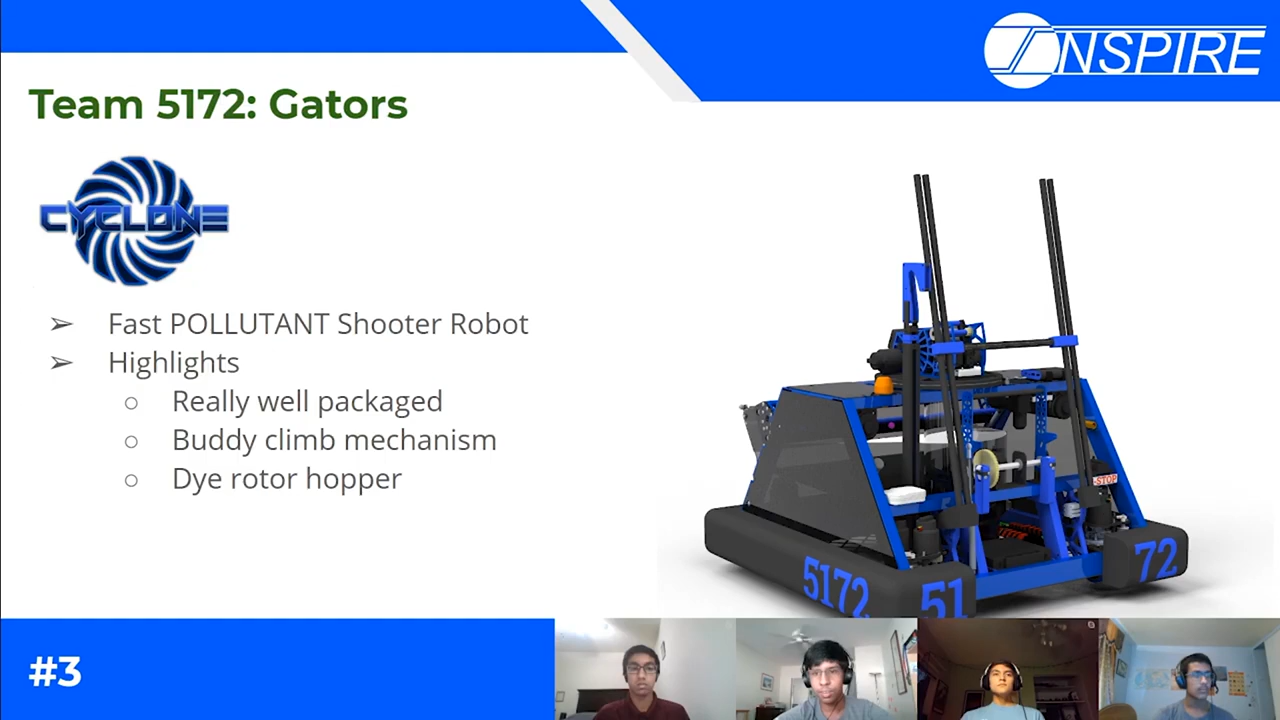 INSPIRE
Team 5172: Gators
CYCLONE
➢ Fast POLLUTANT Shooter Robot
➢ Highlights
○ Really well packaged
○ Buddy climb mechanism
○ Dye rotor hopper
STOP
5172
51
72
#3